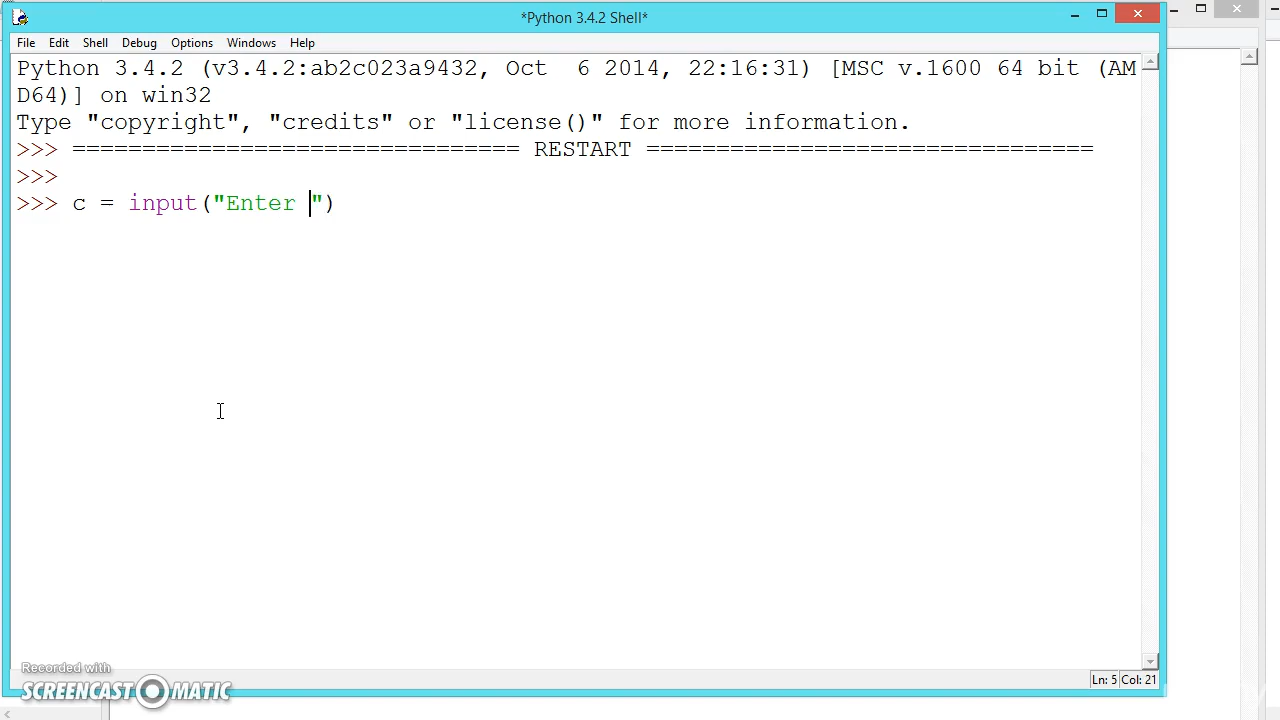 *Python 3.4.2 Shell*
File Edit Shell Debug Options Windows Help
Python 3.4.2 (v3.4.2:ab2c023a9432, Oct  6 2014, 22:16:31) [MSC v.1600 64 bit (AM
D64)] on win32
Type "copyright", "credits" or "license()" for more information.
>>> ================================ RESTART ================================
>>>
>>> c = input("Enter ")
Recorded with
SCREENCAST O MATIC
Ln: 5 Col: 21